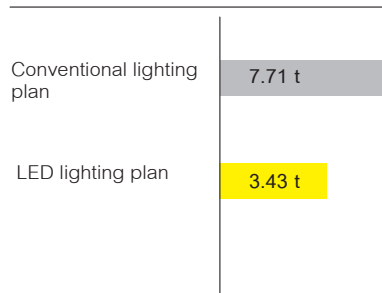 Conventional lighting
plan
7.71 t
LED lighting plan
3.43 t